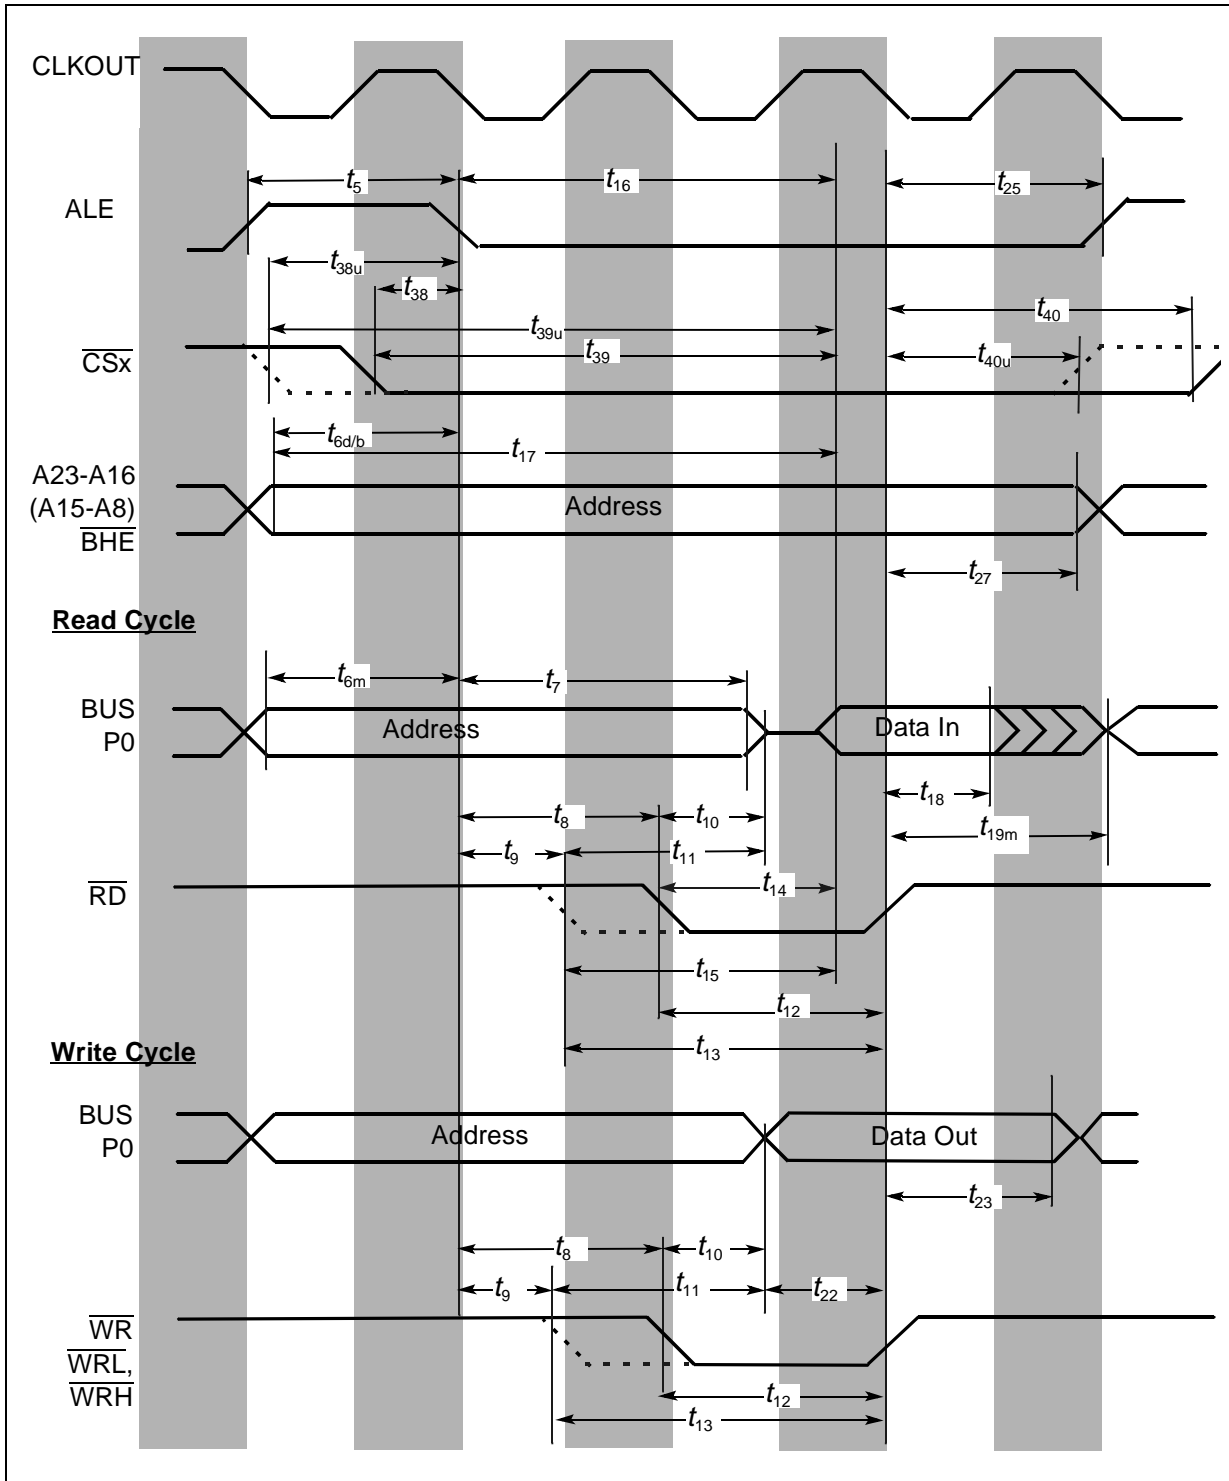 CLKOUT
t5
t16
t25
ALE
t38u
t38
t40
t39u
CSx
t39
t40u
t6d/b
t17
A23-A16
(A15-A8)
Address
BHE
t27
Read Cycle
t6m
t7
BUS
P0
Address
Data In
t18
t8
t10
t19m
t9
t11
RD
t14
t15
t12
Write Cycle
t13
BUS
P0
Address
Data Out
t23
t8
t10
t9
t11
t22
WR
WRL,
WRH
t12
t13